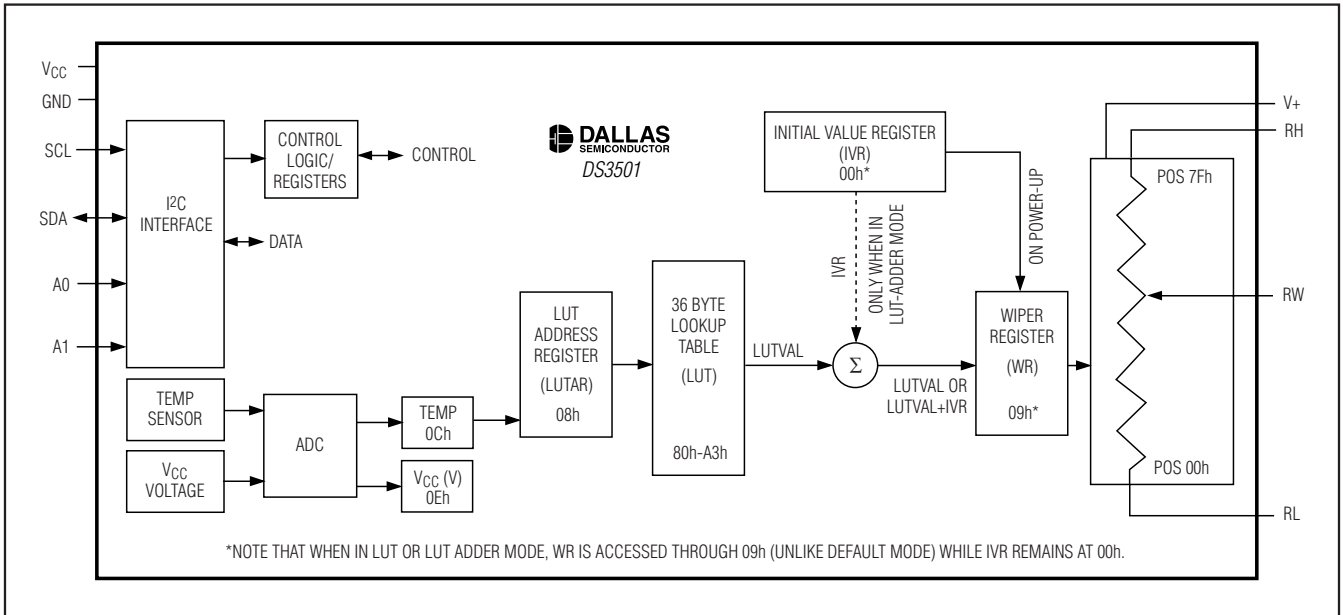 VCC
GND
SCL
SDA
A0
A1
I2C
INTERFACE
CONTROL
LOGIC/
REGISTERS
CONTROL
DATA
DALLAS
SEMICONDUCTOR
DS3501
TEMP
SENSOR
VCC
VOLTAGE
ADC
TEMP
0Ch
VCC (V)
0Eh
LUT
ADDRESS
REGISTER
(LUTAR)
08h
36 BYTE
LOOKUP
TABLE
(LUT)
80h-A3h
LUTVAL
INITIAL VALUE REGISTER
(IVR)
00h*
IVR
ONLY WHEN IN
LUT-ADDER MODE
ON POWER-UP
Σ
LUTVAL OR
LUTVAL+IVR
WIPER
REGISTER
(WR)
09h*
POS 7Fh
POS 00h
V+
RH
RW
RL
*NOTE THAT WHEN IN LUT OR LUT ADDER MODE, WR IS ACCESSED THROUGH 09h (UNLIKE DEFAULT MODE) WHILE IVR REMAINS AT 00h.